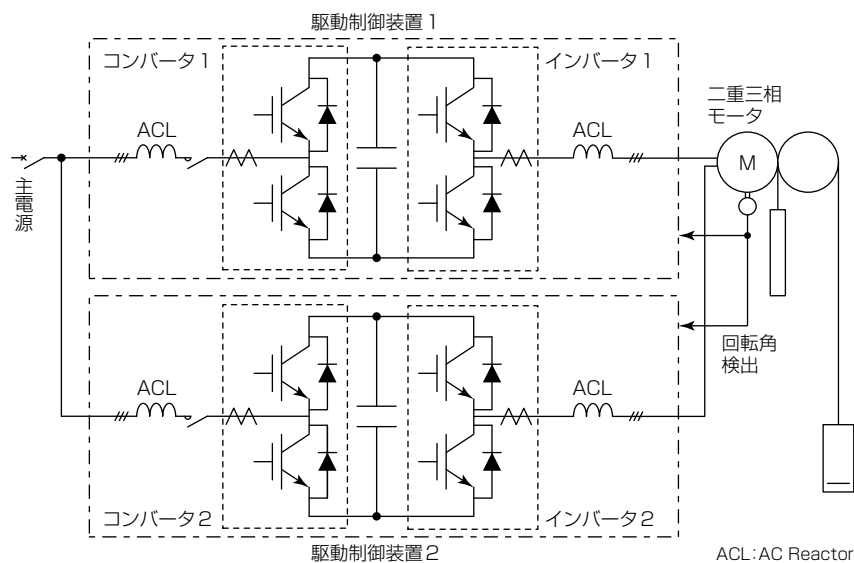 駆動制御装置1
コンバータ1
インバータ1
ACL
ACL
二重三相
モータ
M
主電源
回転角
検出
ACL
ACL
コンバータ2
インバータ2
駆動制御装置2
ACL:AC Reactor